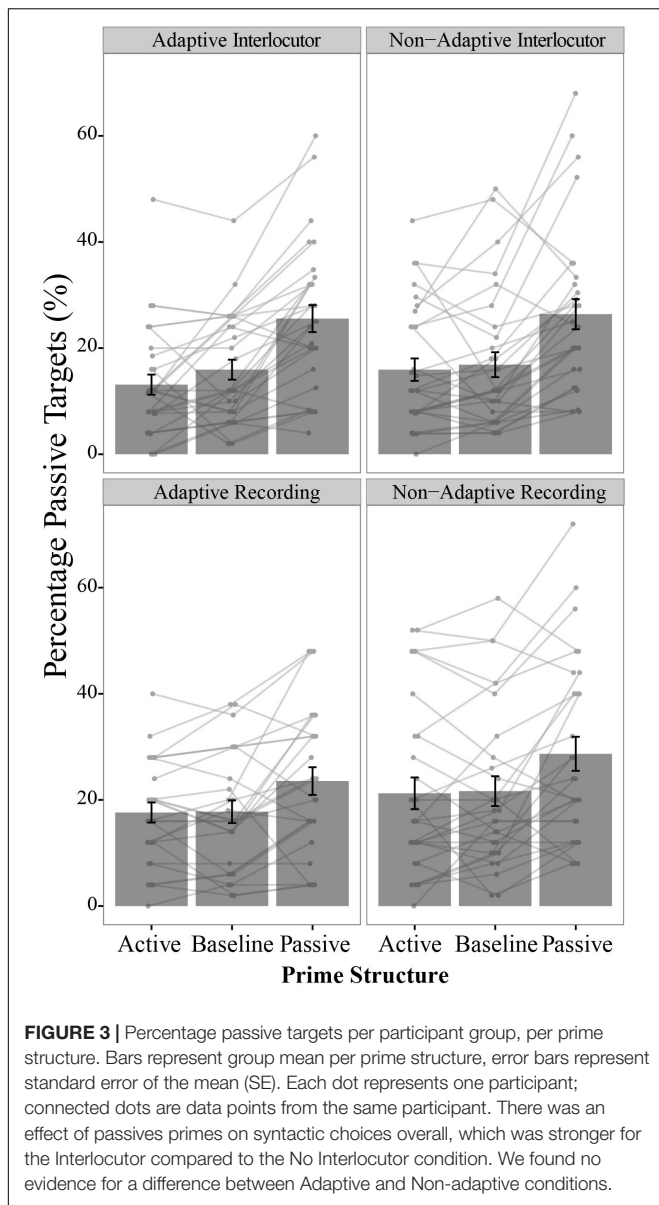 Adaptive Interlocutor
Non−Adaptive Interlocutor
60
40
20
0
Adaptive Recording
Non−Adaptive Recording
60
40
20
0
Percentage Passive Targets (%)
Active Baseline Passive
Active Baseline Passive
Prime Structure
FIGURE 3 | Percentage passive targets per participant group, per prime
structure. Bars represent group mean per prime structure, error bars represent
standard error of the mean (SE). Each dot represents one participant;
connected dots are data points from the same participant. There was an
effect of passives primes on syntactic choices overall, which was stronger for
the Interlocutor compared to the No Interlocutor condition. We found no
evidence for a difference between Adaptive and Non-adaptive conditions.